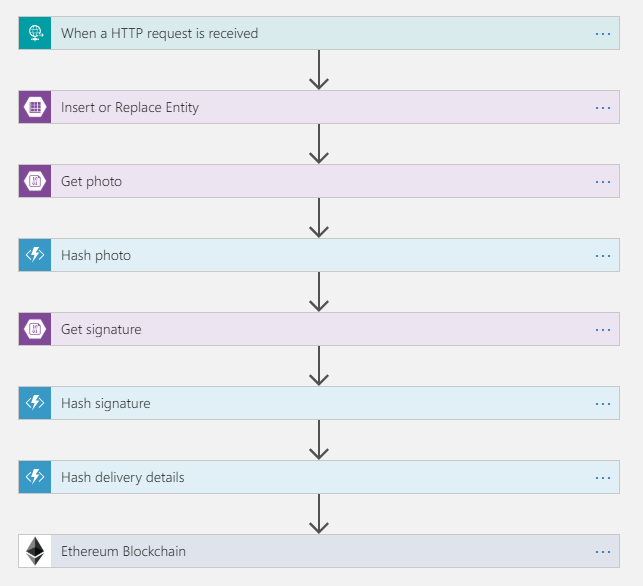 When a HTTP request is received
Insert or Replace Entity
Get photo
Hash photo
Get signature
Hash signature
Hash delivery details
Ethereum Blockchain